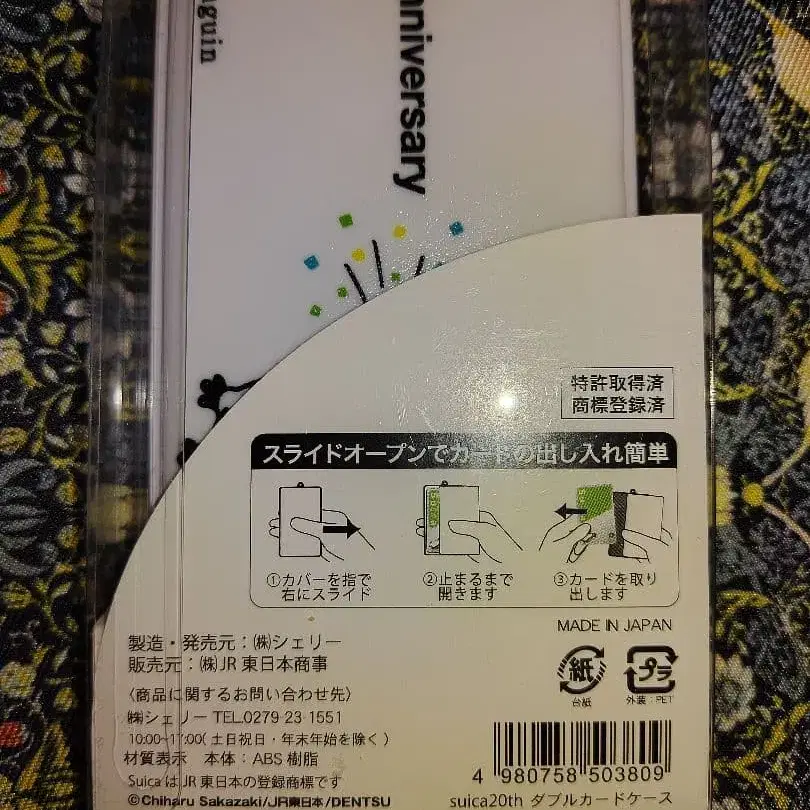 nguin
nniversary
特許取得済
商標登録済
スライドオープンでカードの出し入れ簡単
①カバーを指で
右にスライド
②止まるまで
開きます
③カードを取り
出します
MADE IN JAPAN
製造・発売元：㈱シェリー
販売元：㈱JR東日本商事
〈商品に関するお問い合わせ先〉
㈱シェリー TEL0279-23-1551
10:00~17:00(土日祝日・年末年始を除く)
材質表示 本体：ABS樹脂
SuicaはJR東日本の登録商標です
©Chiharu Sakazaki/JR東日本/DENTSU
紙
台紙
プラ
外装：PET
4 980758 503809
suica20th ダブルカードケース